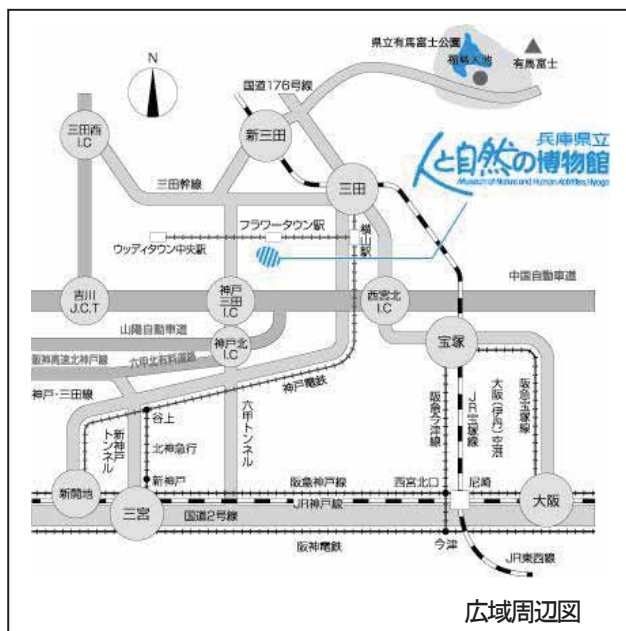 県立有馬富士公園
福島大池
有馬富士
N
国道176号線
三田西
I.C
新三田
兵庫県立
人と自然の博物館
Museum of Nature and Human Activities, Hyogo
三田幹線
三田
フラワータウン駅
横山駅
ウッディタウン中央駅
中国自動車道
吉川
J.C.T
神戸
三田
I.C
西宮北
I.C
山陽自動車道
神戸北
I.C
宝塚
阪神高速北神戸線
六甲北有料道路
神戸・三田線
神戸電鉄
谷上
新神戸
トンネル
北神急行
六甲トンネル
阪急今津線
JR宝塚線
大阪(伊丹)空港
阪急宝塚線
新神戸
新開地
阪急神戸線
西宮北口
尼崎
大阪
JR神戸線
三宮
国道2号線
阪神電鉄
今津
JR東西線
広域周辺図